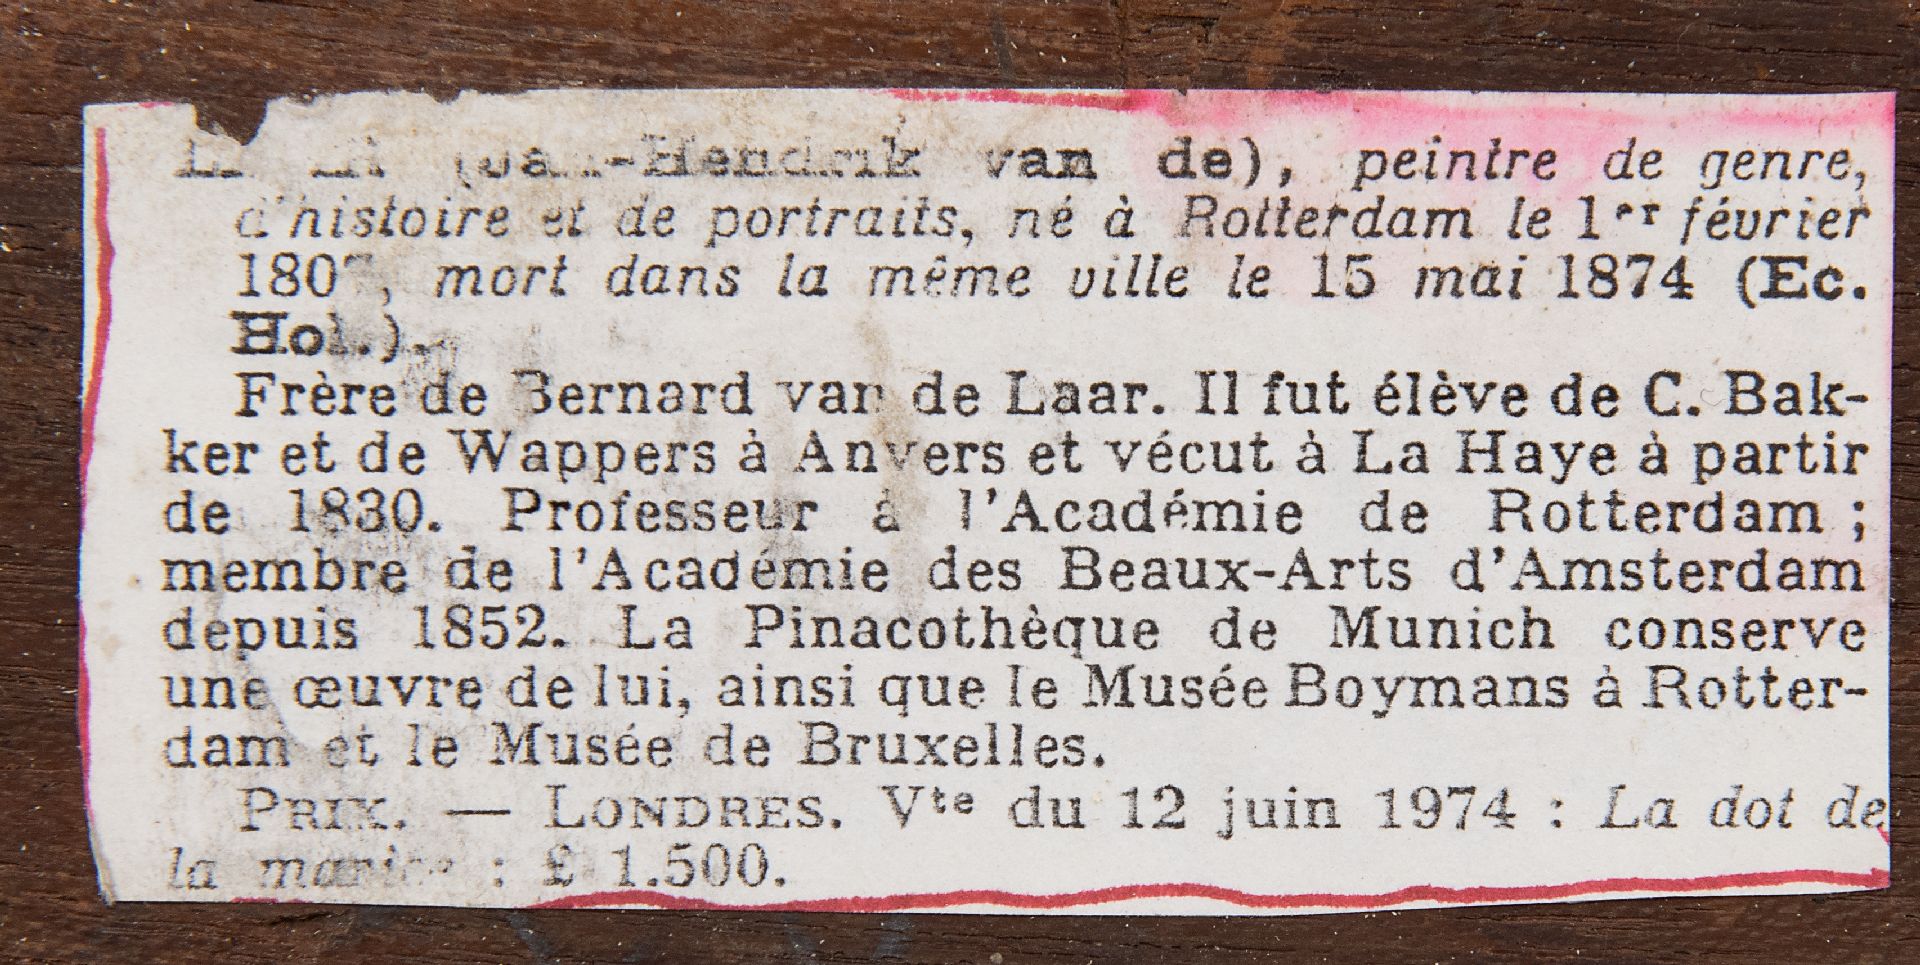 (Jan-Hendrik van de), peintre de genre,
d'histoire et de portraits, né à Rotterdam le 1er février
1807, mort dans la même ville le 15 mai 1874 (Ec.
Hol.).
Frère de Bernard van de Laar. Il fut élève de C. Bak-
ker et de Wappers à Anvers et vécut à La Haye à partir
de 1830. Professeur à l'Académie de Rotterdam ;
membre de l'Académie des Beaux-Arts d'Amsterdam
depuis 1852. La Pinacothèque de Munich conserve
une œuvre de lui, ainsi que le Musée Boymans à Rotter-
dam et le Musée de Bruxelles.
PRIX. — LONDRES. Vte du 12 juin 1974 : La dot de
la mariée : £ 1.500.